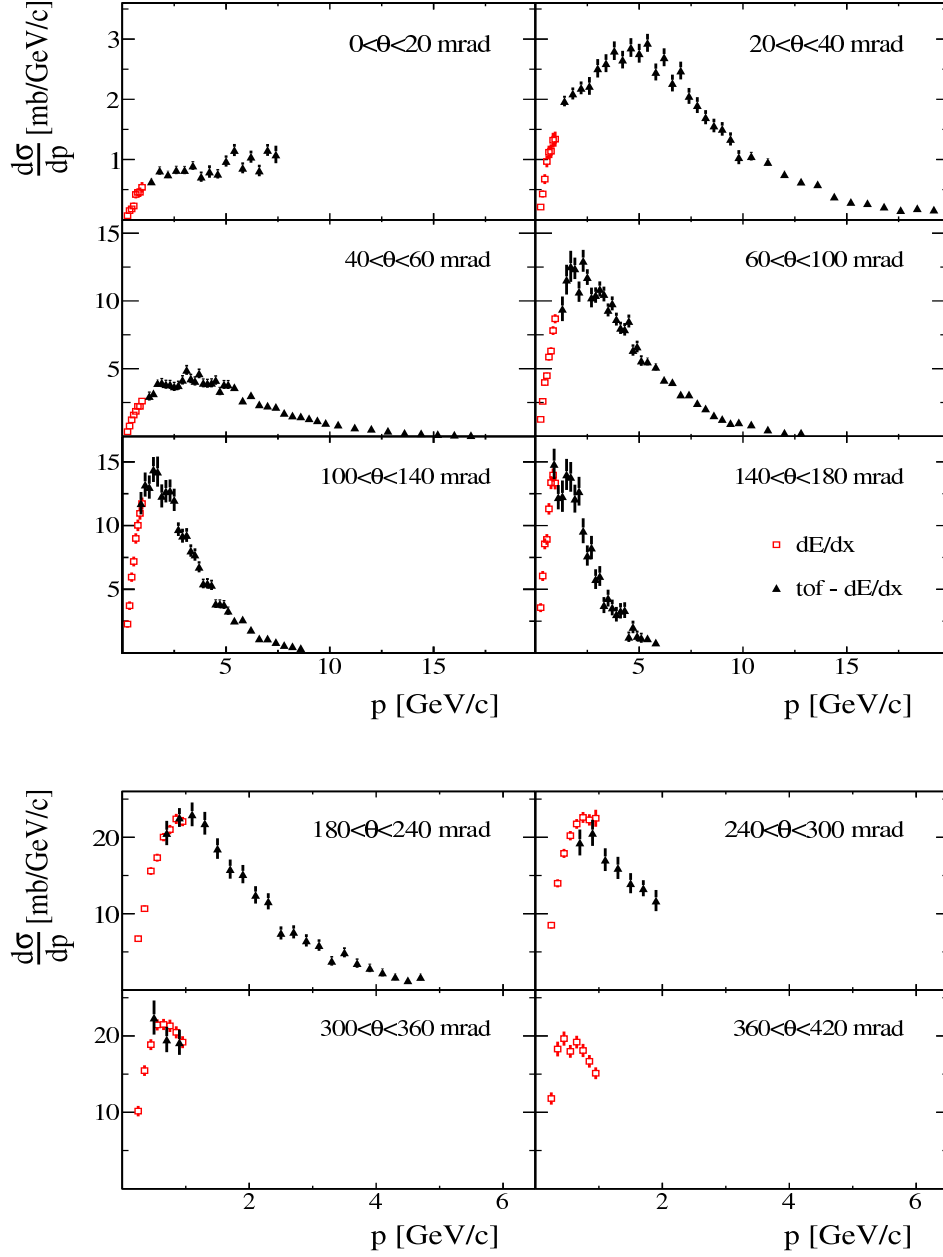 dσ/dp [mb/GeV/c]
0<θ<20 mrad
20<θ<40 mrad
3
2
1
40<θ<60 mrad
60<θ<100 mrad
15
10
5
100<θ<140 mrad
140<θ<180 mrad
15
10
5
dE/dx
tof - dE/dx
5 10 15
5 10 15
p [GeV/c]
p [GeV/c]
dσ/dp [mb/GeV/c]
180<θ<240 mrad
240<θ<300 mrad
20
10
300<θ<360 mrad
360<θ<420 mrad
20
10
2 4 6
2 4 6
p [GeV/c]
p [GeV/c]